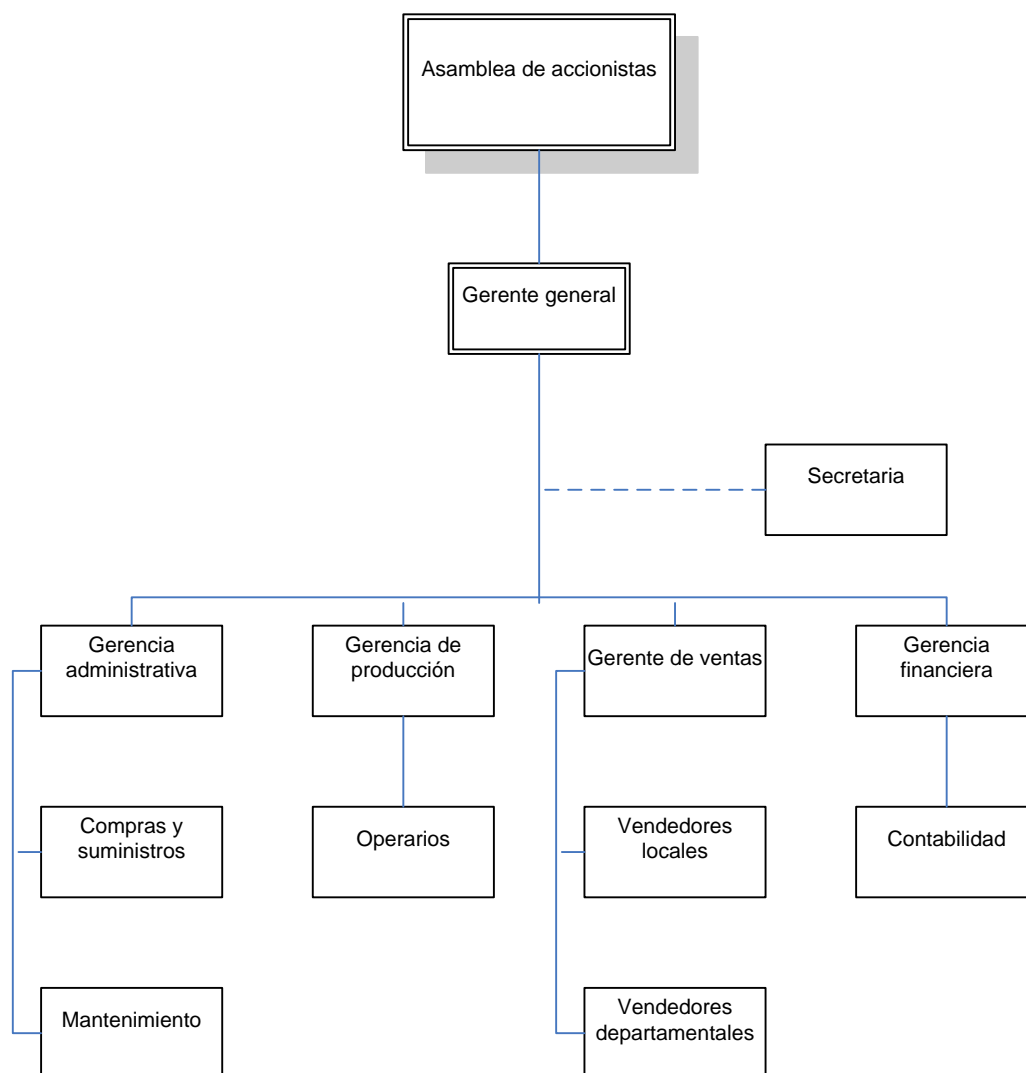 Asamblea de accionistas
Gerente general
Secretaria
Gerencia
administrativa
Gerencia de
producción
Gerente de ventas
Gerencia
financiera
Compras y
suministros
Operarios
Vendedores
locales
Contabilidad
Mantenimiento
Vendedores
departamentales